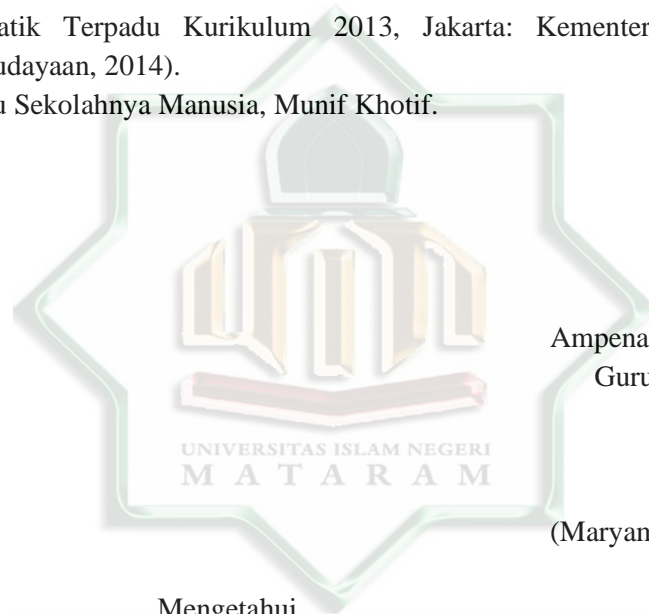 atik Terpadu Kurikulum 2013, Jakarta: Kementer
udayaan, 2014).
u Sekolahnya Manusia, Munif Khotif.
UNIVERSITAS ISLAM NEGERI
MATARAM
Ampena
Guru
(Maryam
Mengetahui